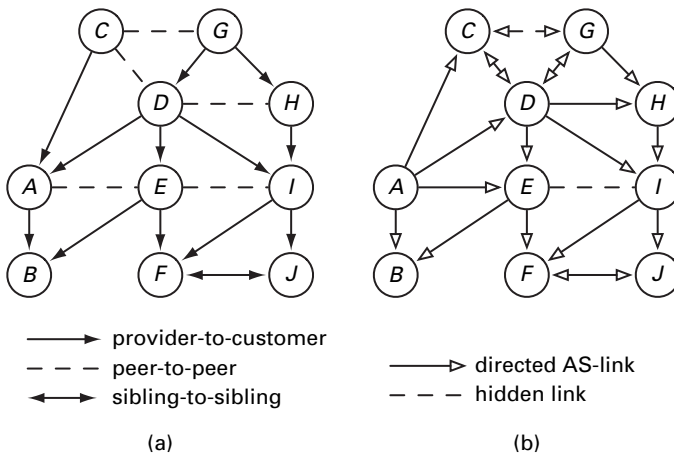 C G
D H
A E I
B F J
provider-to-customer
peer-to-peer
sibling-to-sibling
(a)
C G
D H
A E I
B F J
directed AS-link
hidden link
(b)